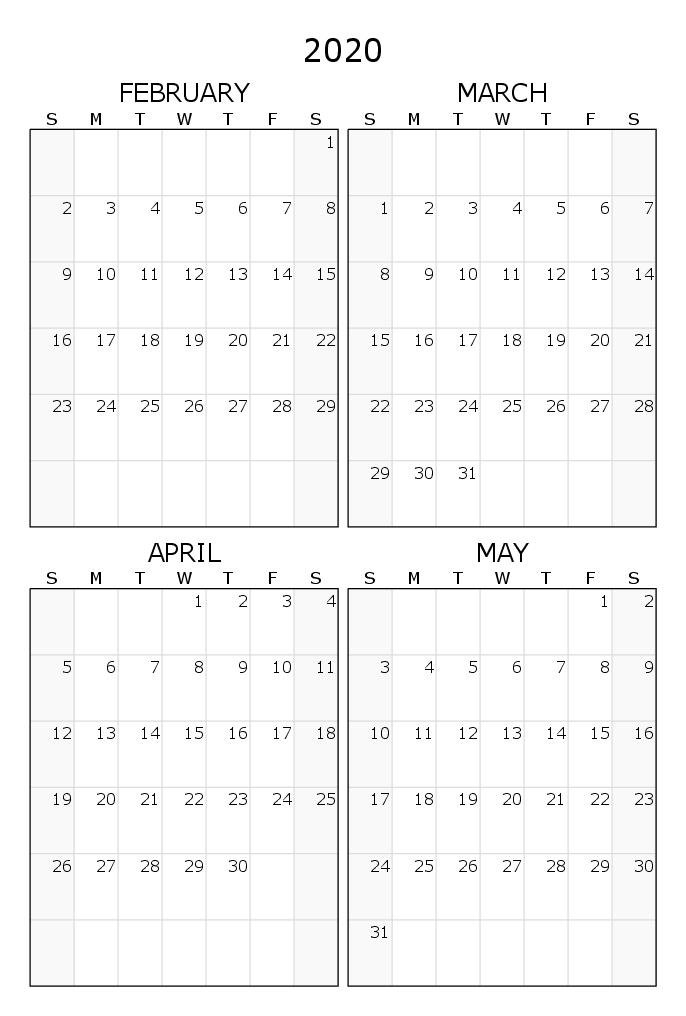 2020
FEBRUARY
S M T W T F S
1
2 3 4 5 6 7 8
9 10 11 12 13 14 15
16 17 18 19 20 21 22
23 24 25 26 27 28 29
MARCH
S M T W T F S
1 2 3 4 5 6 7
8 9 10 11 12 13 14
15 16 17 18 19 20 21
22 23 24 25 26 27 28
29 30 31
APRIL
S M T W T F S
1 2 3 4
5 6 7 8 9 10 11
12 13 14 15 16 17 18
19 20 21 22 23 24 25
26 27 28 29 30
MAY
S M T W T F S
1 2
3 4 5 6 7 8 9
10 11 12 13 14 15 16
17 18 19 20 21 22 23
24 25 26 27 28 29 30
31